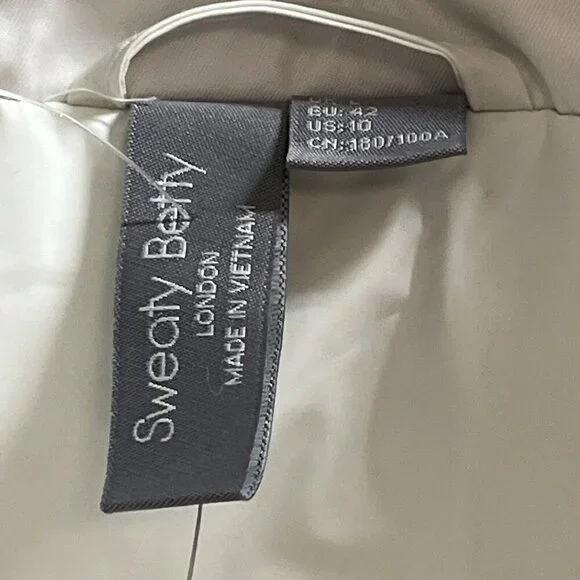 Sweaty Betty
LONDON
MADE IN VIETNAM
EU: 42
US: 10
CN: 180/100A